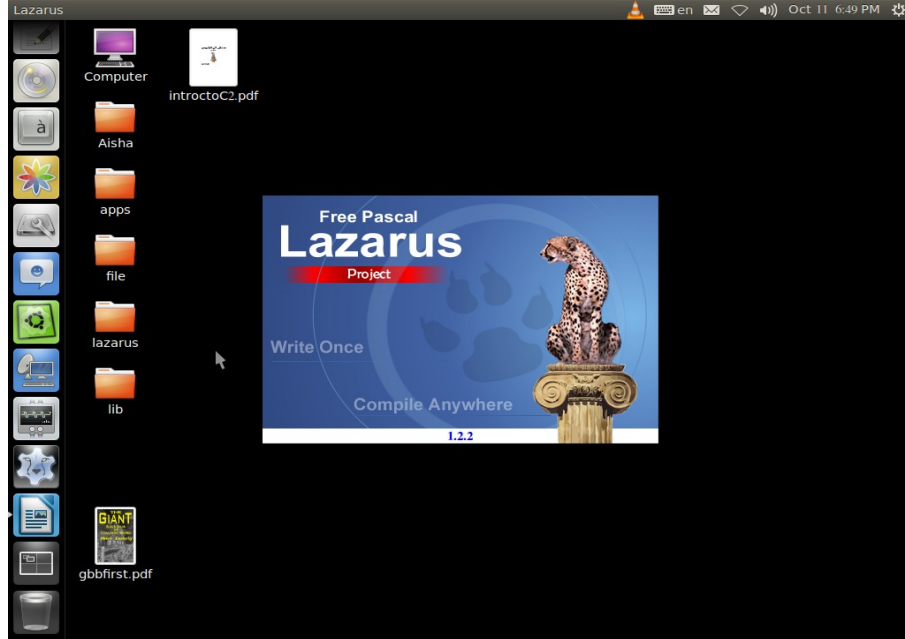 Lazarus
en
Oct 11 6:49 PM
Computer
introctoC2.pdf
Aisha
apps
file
lazarus
lib
à
Free Pascal
Lazarus
Project
Write Once
Compile Anywhere
1.2.2
THE
GIANT
gbbfirst.pdf